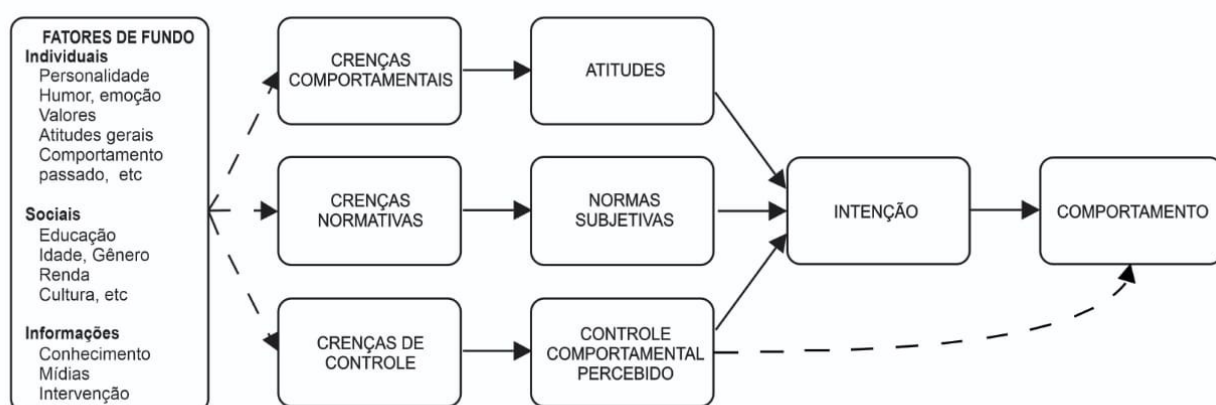 FATORES DE FUNDO
Individuais
Personalidade
Humor, emoção
Valores
Atitudes gerais
Comportamento
passado, etc
Sociais
Educação
Idade, Gênero
Renda
Cultura, etc
Informações
Conhecimento
Mídias
Intervenção
CRENÇAS
COMPORTAMENTAIS
CRENÇAS
NORMATIVAS
CRENÇAS DE
CONTROLE
ATITUDES
NORMAS
SUBJETIVAS
CONTROLE
COMPORTAMENTAL
PERCEBIDO
INTENÇÃO
COMPORTAMENTO